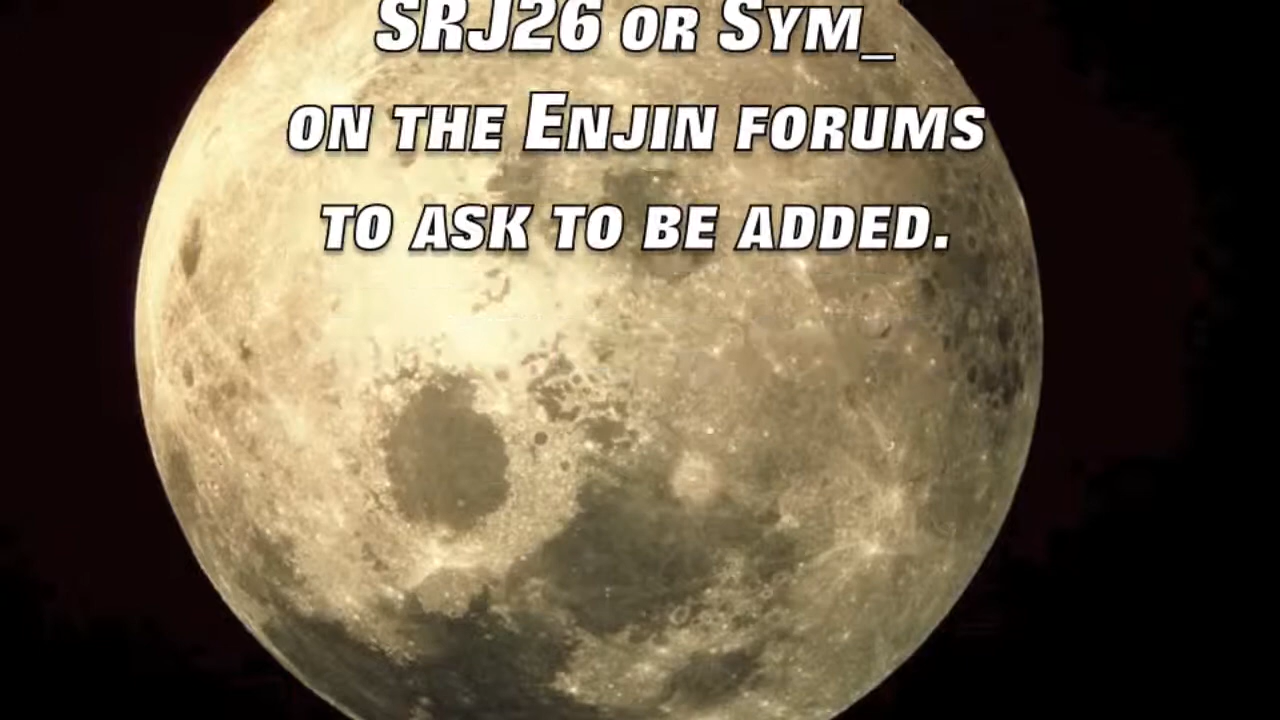 SRJ26 or Sym_
on the Enjin forums
to ask to be added.